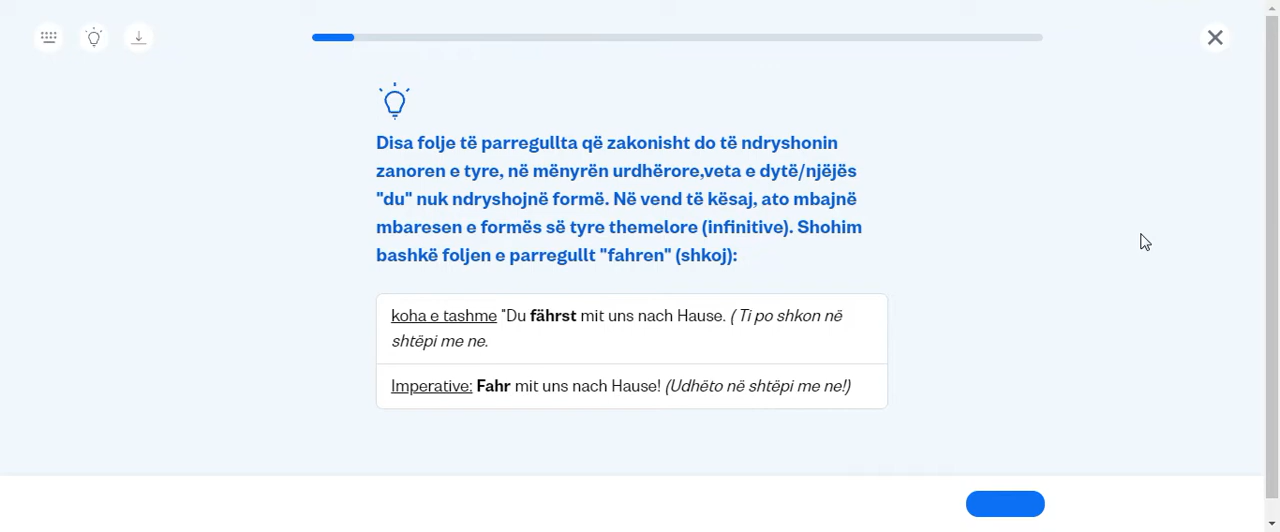 Disa folje të parregullta që zakonisht do të ndryshonin
zanoren e tyre, në mënyrën urdhërore,veta e dytë/njëjës
"du" nuk ndryshojnë formë. Në vend të kësaj, ato mbajnë
mbaresen e formës së tyre themelore (infinitive). Shohim
bashkë foljen e parregullt "fahren" (shkoj):
koha e tashme "Du fährst mit uns nach Hause. (Ti po shkon në
shtëpi me ne.
Imperative: Fahr mit uns nach Hause! (Udhëto në shtëpi me ne!)